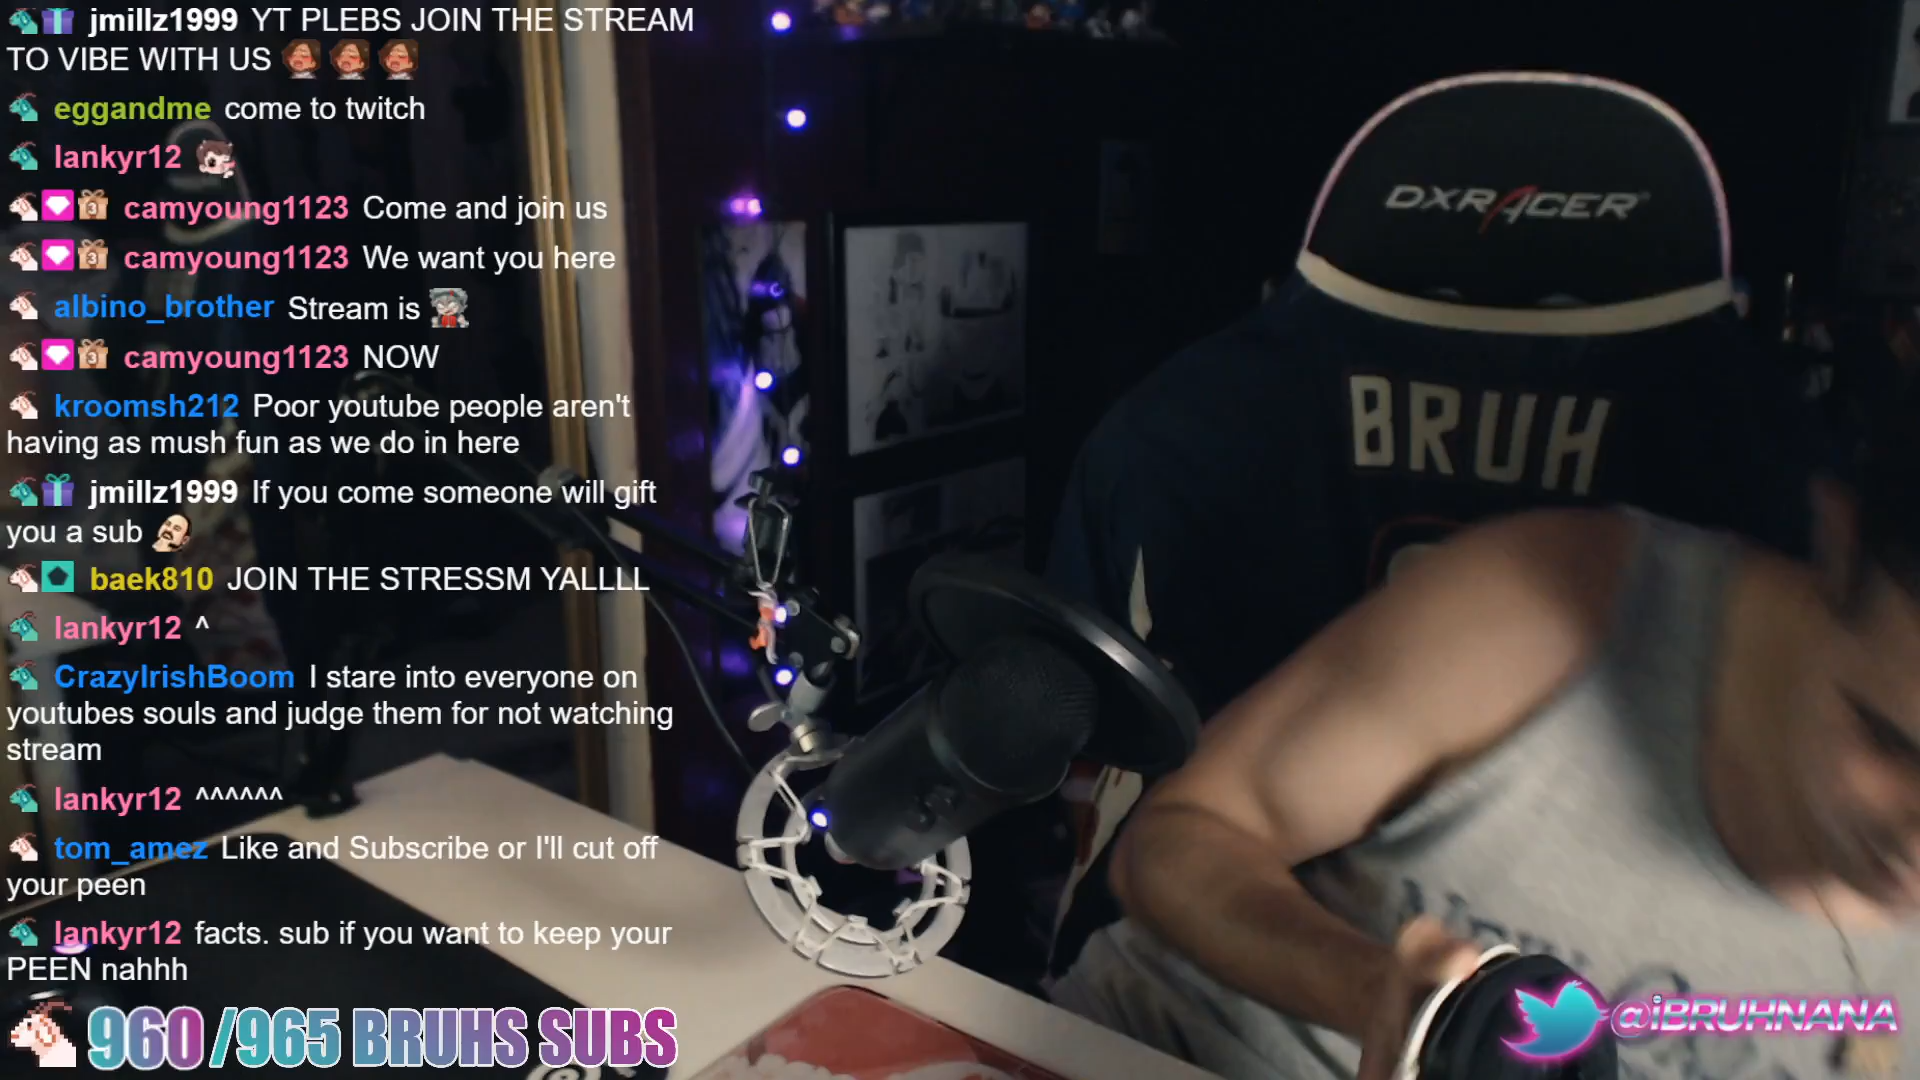 jmillz1999 YT PLEBS JOIN THE STREAM
TO VIBE WITH US
eggandme come to twitch
lankyr12
camyoung1123 Come and join us
camyoung1123 We want you here
albino_brother Stream is
camyoung1123 NOW
kroomsh212 Poor youtube people aren't
having as mush fun as we do in here
jmillz1999 If you come someone will gift
you a sub
baek810 JOIN THE STRESSM YALLLL
lankyr12 ^
CrazyIrishBoom I stare into everyone on
youtubes souls and judge them for not watching
stream
lankyr12 ^^^^^^
tom_amez Like and Subscribe or I'll cut off
your peen
lankyr12 facts. sub if you want to keep your
PEEN nahhh
960/965 BRUHS SUBS
DXRACER
BRUH
@iBRUHNANA